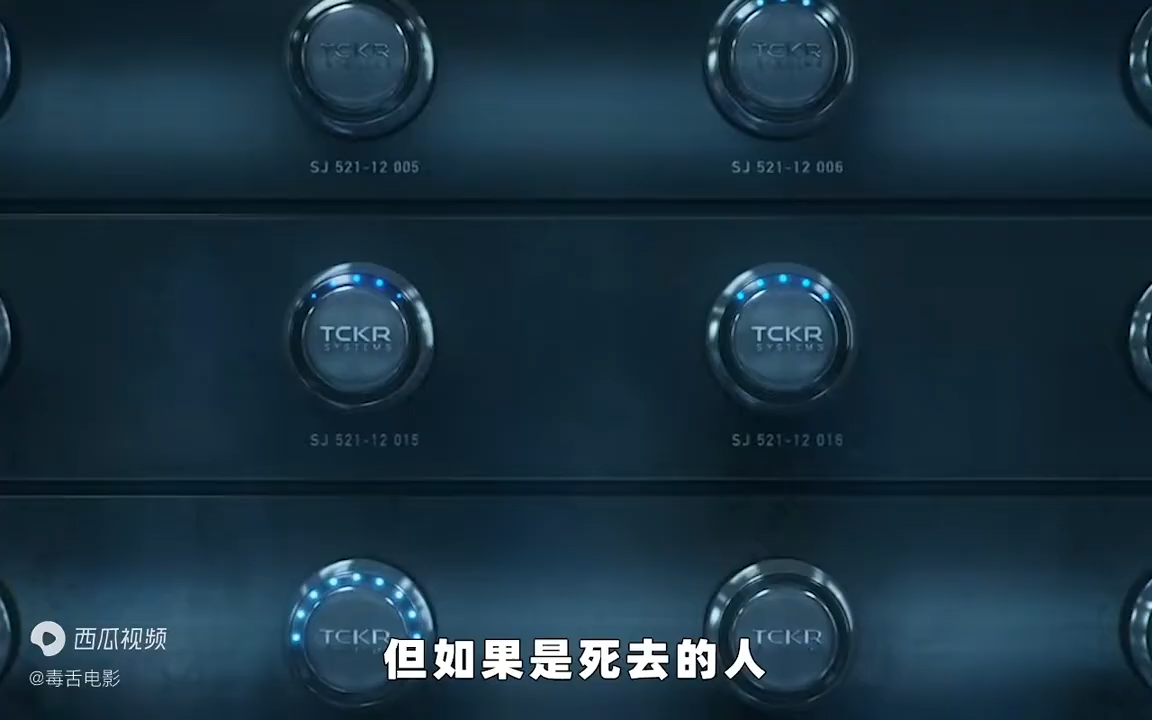 TCKR
TCKR
SJ 521-12 005
SJ 521-12 006
TCKR
SYSTEMS
TCKR
SYSTEMS
SJ 521-12 015
SJ 521-12 016
TCKR
TCKR
但如果是死去的人
西瓜视频
@毒舌电影